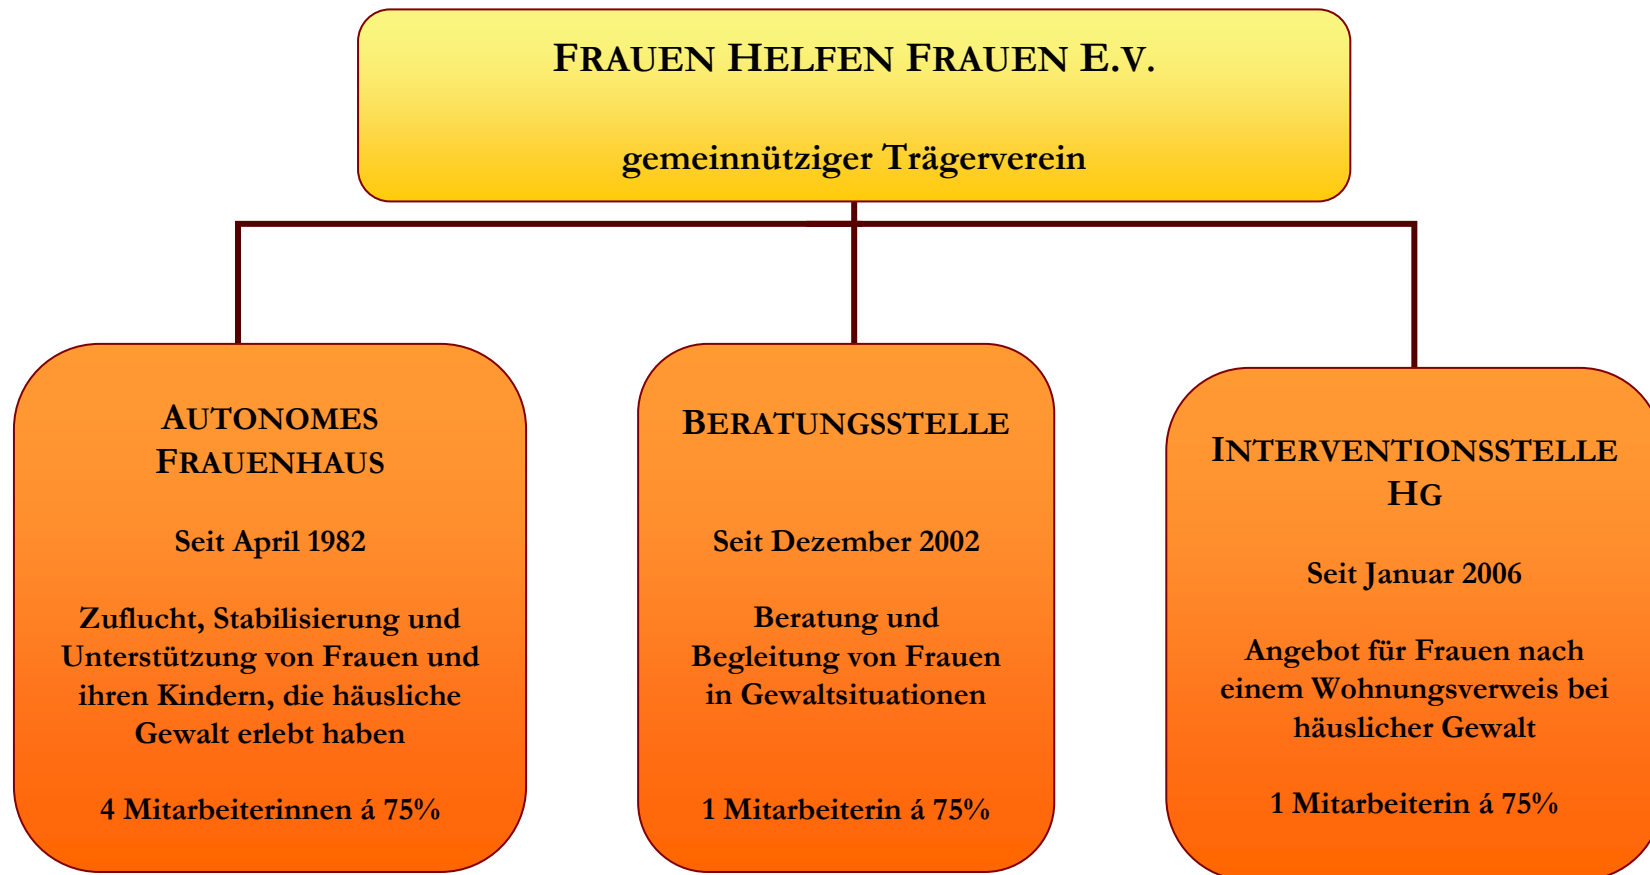 FRAUEN HELFEN FRAUEN E.V.
gemeinnütziger Trägerverein
AUTONOMES
FRAUENHAUS
Seit April 1982
Zuflucht, Stabilisierung und
Unterstützung von Frauen und
ihren Kindern, die häusliche
Gewalt erlebt haben
4 Mitarbeiterinnen á 75%
BERATUNGSSTELLE
Seit Dezember 2002
Beratung und
Begleitung von Frauen
in Gewaltsituationen
1 Mitarbeiterin á 75%
INTERVENTIONSSTELLE
HG
Seit Januar 2006
Angebot für Frauen nach
einem Wohnungsverweis bei
häuslicher Gewalt
1 Mitarbeiterin á 75%